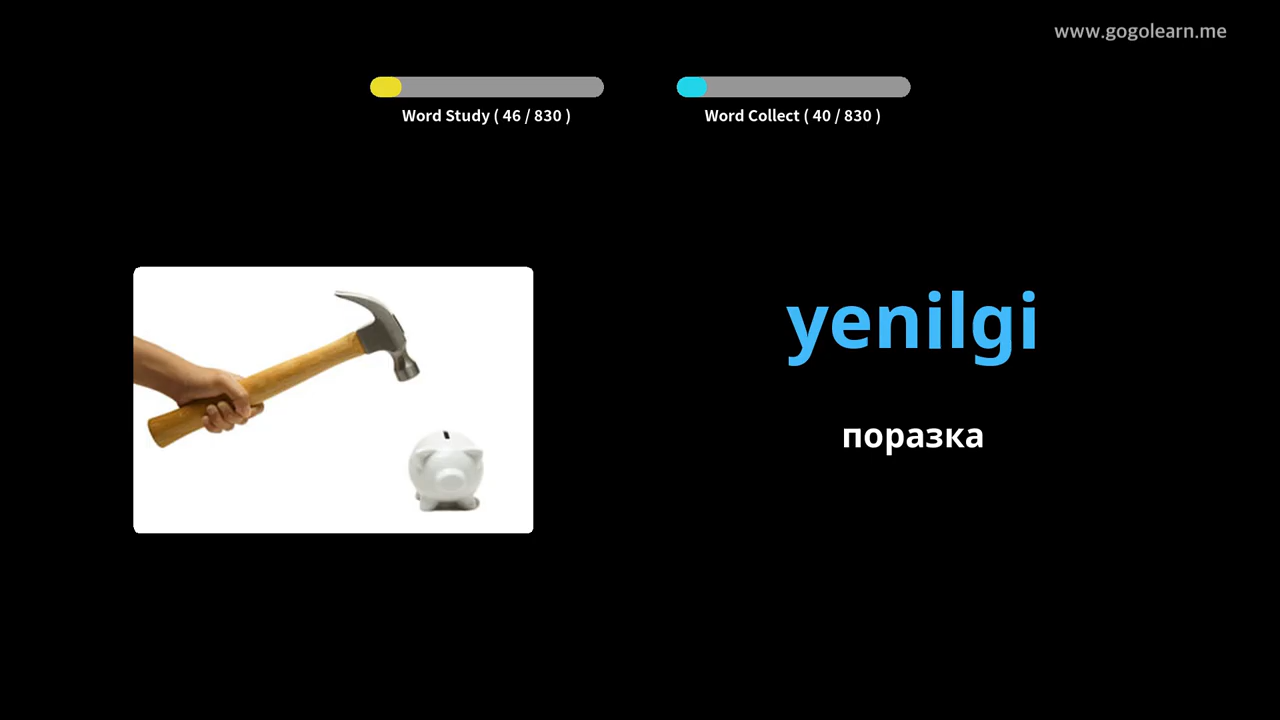 www.gogolearn.me
Word Study ( 46 / 830 )
Word Collect ( 40 / 830 )
yenilgi
поразка